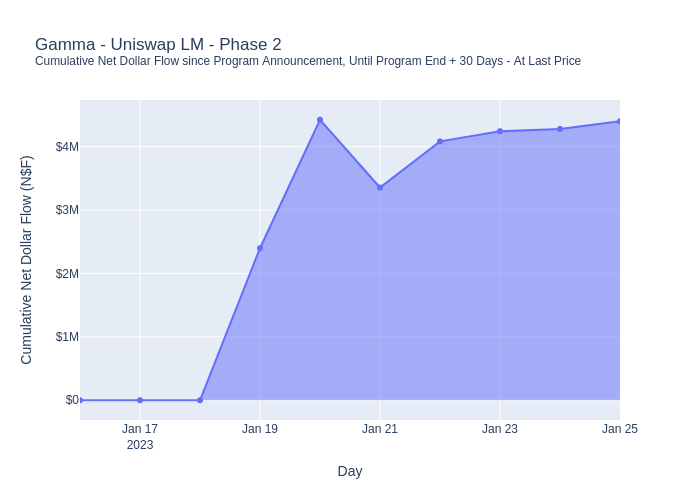 Gamma - Uniswap LM - Phase 2
Cumulative Net Dollar Flow since Program Announcement, Until Program End + 30 Days - At Last Price
Cumulative Net Dollar Flow (N$F)
$4M
$3M
$2M
$1M
$0
Jan 17
2023
Jan 19
Jan 21
Jan 23
Jan 25
Day